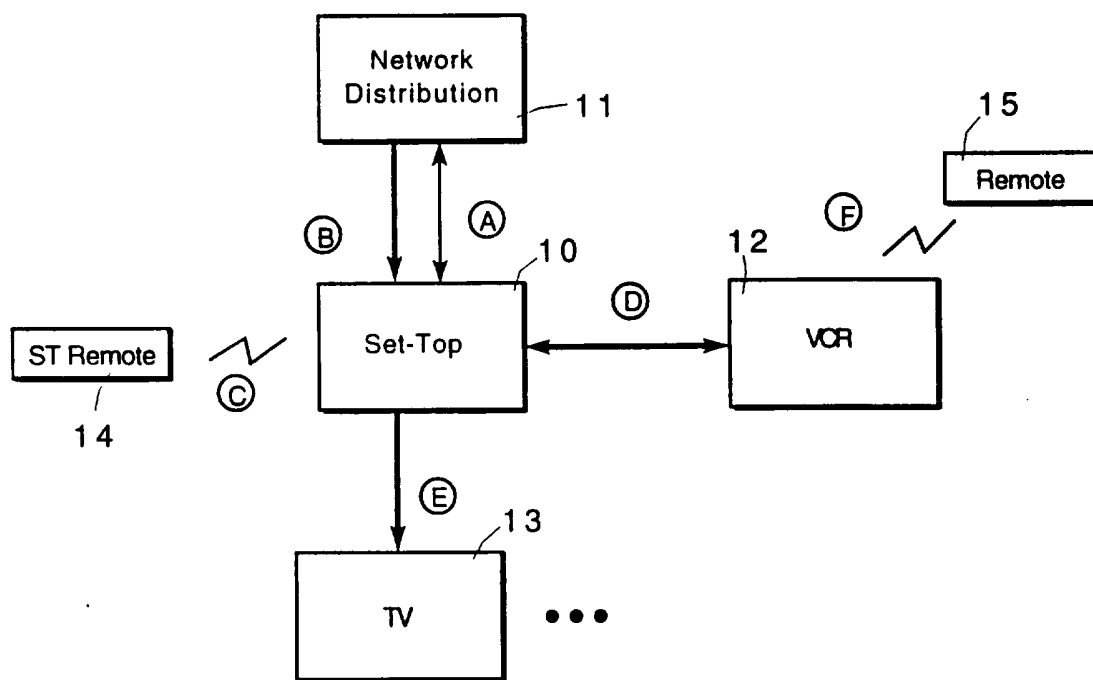 Network
Distribution
11
15
Remote
B
A
F
10
12
D
Set-Top
VCR
ST Remote
C
14
E
13
TV